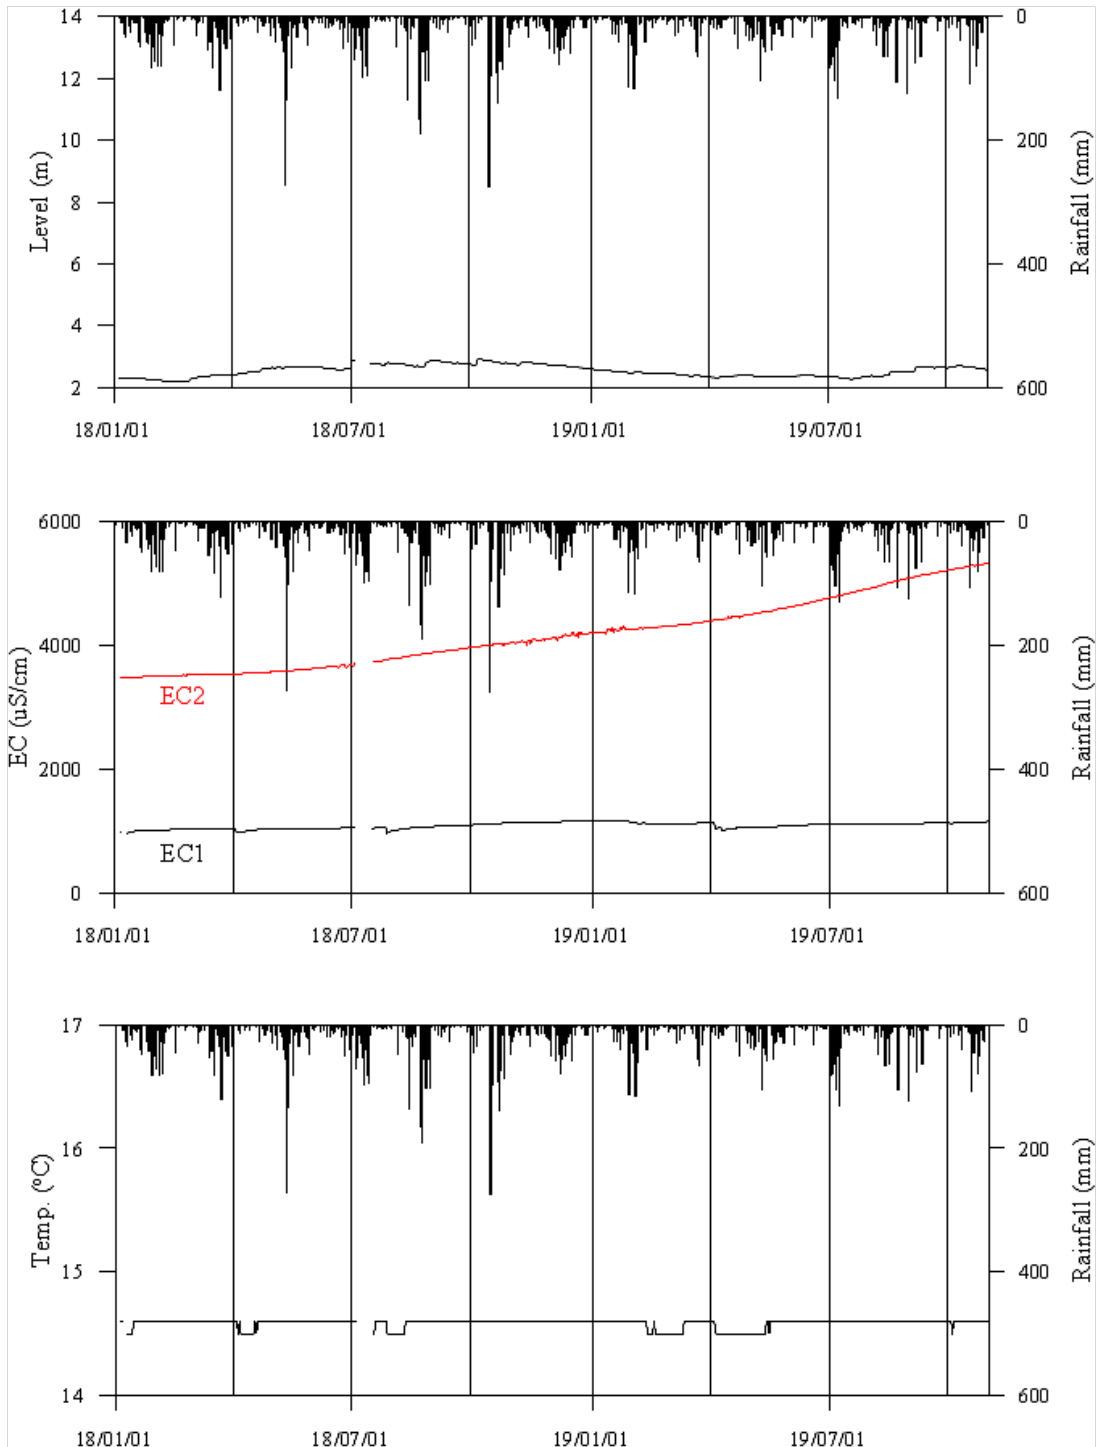 14 0
12
10 200
8
6 400
4
2 600
Level (m)
Rainfall (mm)
18/01/01 18/07/01 19/01/01 19/07/01
6000 0
4000 200
EC2
2000 400
EC1
0 600
EC (uS/cm)
Rainfall (mm)
18/01/01 18/07/01 19/01/01 19/07/01
17 0
16 200
15 400
14 600
Temp. (ºC)
Rainfall (mm)
18/01/01 18/07/01 19/01/01 19/07/01